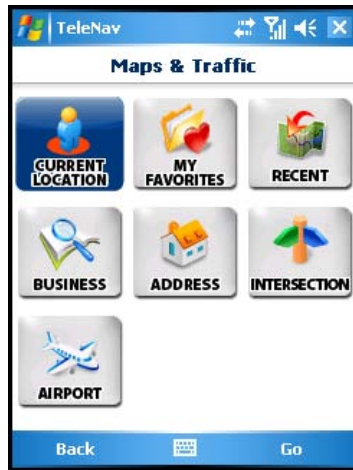 TeleNav
Maps & Traffic
CURRENT
LOCATION
MY
FAVORITES
RECENT
BUSINESS
ADDRESS
INTERSECTION
AIRPORT
Back
Go